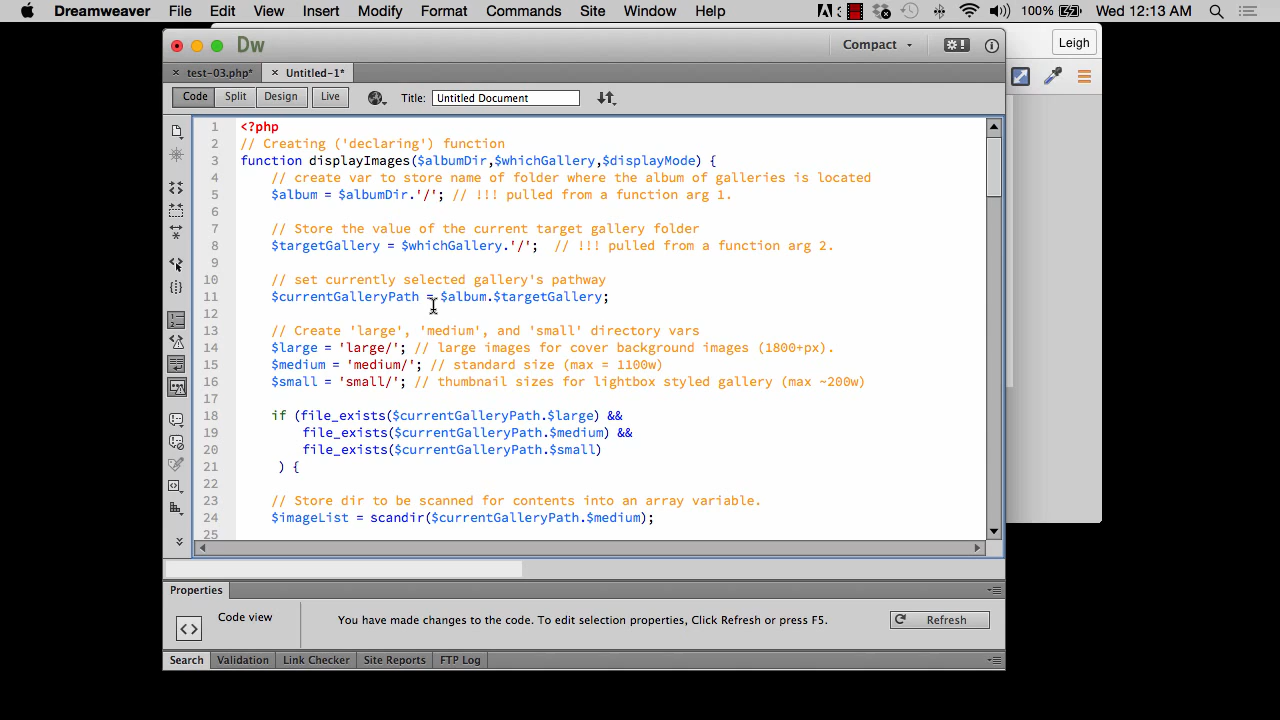 Dreamweaver File Edit View Insert Modify Format Commands Site Window Help 3 100% Wed 12:13 AM
Dw Compact Leigh
test-03.php* Untitled-1*
Code Split Design Live Title: Untitled Document
1 <?php
2 // Creating ('declaring') function
3 function displayImages($albumDir,$whichGallery,$displayMode) {
4 // create var to store name of folder where the album of galleries is located
5 $album = $albumDir.'/'; // !!! pulled from a function arg 1.
6
7 // Store the value of the current target gallery folder
8 $targetGallery = $whichGallery.'/'; // !!! pulled from a function arg 2.
9
10 // set currently selected gallery's pathway
11 $currentGalleryPath = $album.$targetGallery;
12
13 // Create 'large', 'medium', and 'small' directory vars
14 $large = 'large/'; // large images for cover background images (1800+px).
15 $medium = 'medium/'; // standard size (max = 1100w)
16 $small = 'small/'; // thumbnail sizes for lightbox styled gallery (max ~200w)
17
18 if (file_exists($currentGalleryPath.$large) &&
19 file_exists($currentGalleryPath.$medium) &&
20 file_exists($currentGalleryPath.$small)
21 ) {
22
23 // Store dir to be scanned for contents into an array variable.
24 $imageList = scandir($currentGalleryPath.$medium);
25
Properties
Code view You have made changes to the code. To edit selection properties, Click Refresh or press F5. Refresh
Search Validation Link Checker Site Reports FTP Log